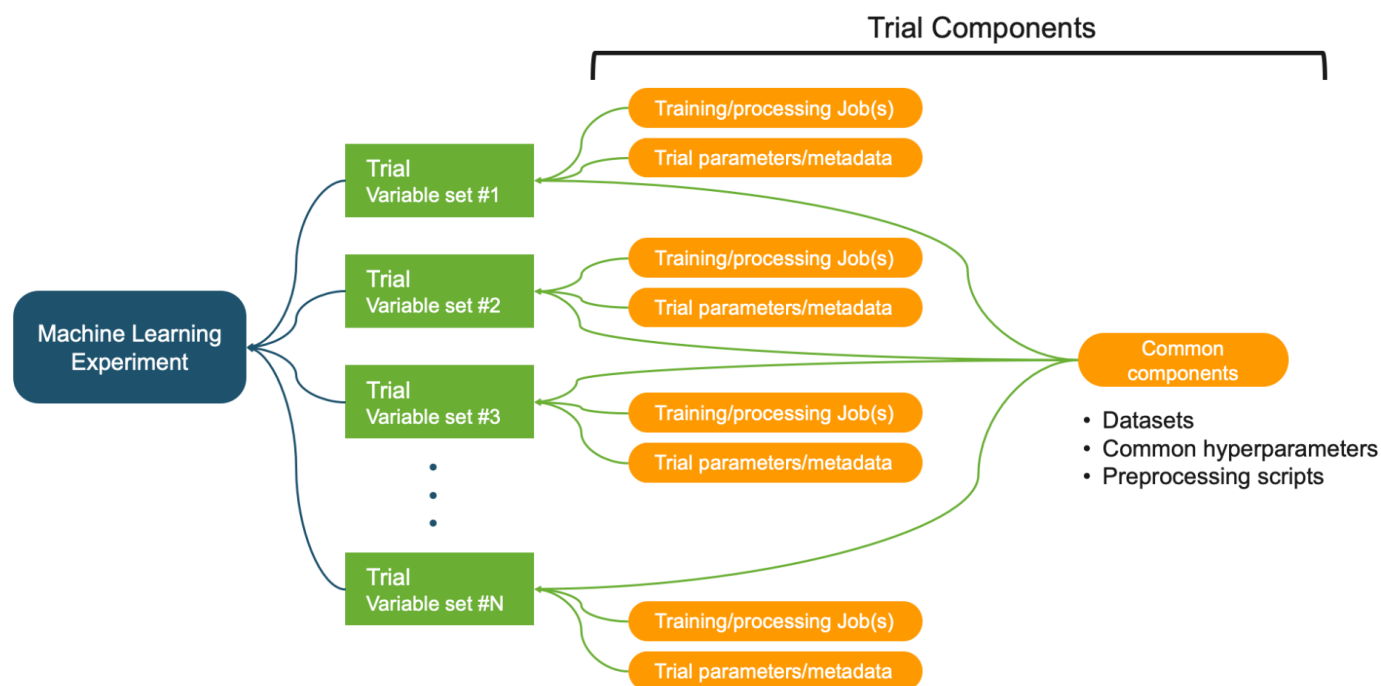 Trial Components
Training/processing Job(s)
Trial parameters/metadata
Trial
Variable set #1
Training/processing Job(s)
Trial parameters/metadata
Trial
Variable set #2
Machine Learning
Experiment
Trial
Variable set #3
Training/processing Job(s)
Trial parameters/metadata
Common
components
• Datasets
• Common hyperparameters
• Preprocessing scripts
Trial
Variable set #N
Training/processing Job(s)
Trial parameters/metadata